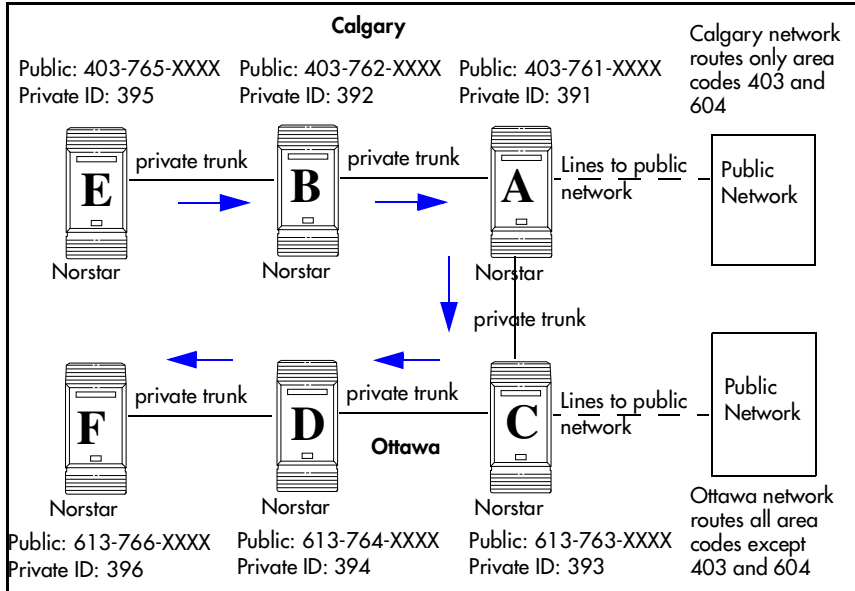 Calgary
Public: 403-765-XXXX
Private ID: 395
Public: 403-762-XXXX
Private ID: 392
Public: 403-761-XXXX
Private ID: 391
Calgary network
routes only area
codes 403 and
604
E
private trunk
B
private trunk
A
Lines to public
network
Public
Network
Norstar
Norstar
Norstar
private trunk
F
private trunk
D
private trunk
C
Lines to public
network
Public
Network
Ottawa
Norstar
Norstar
Norstar
Public: 613-766-XXXX
Private ID: 396
Public: 613-764-XXXX
Private ID: 394
Public: 613-763-XXXX
Private ID: 393
Ottawa network
routes all area
codes except
403 and 604